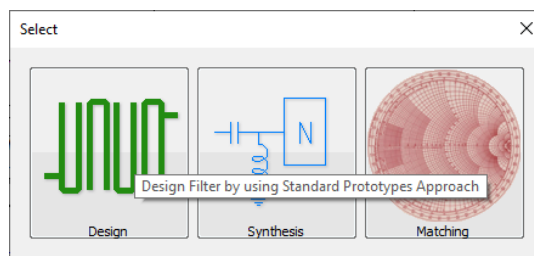 Select
N
Design Filter by using Standard Prototypes Approach
Design
Synthesis
Matching